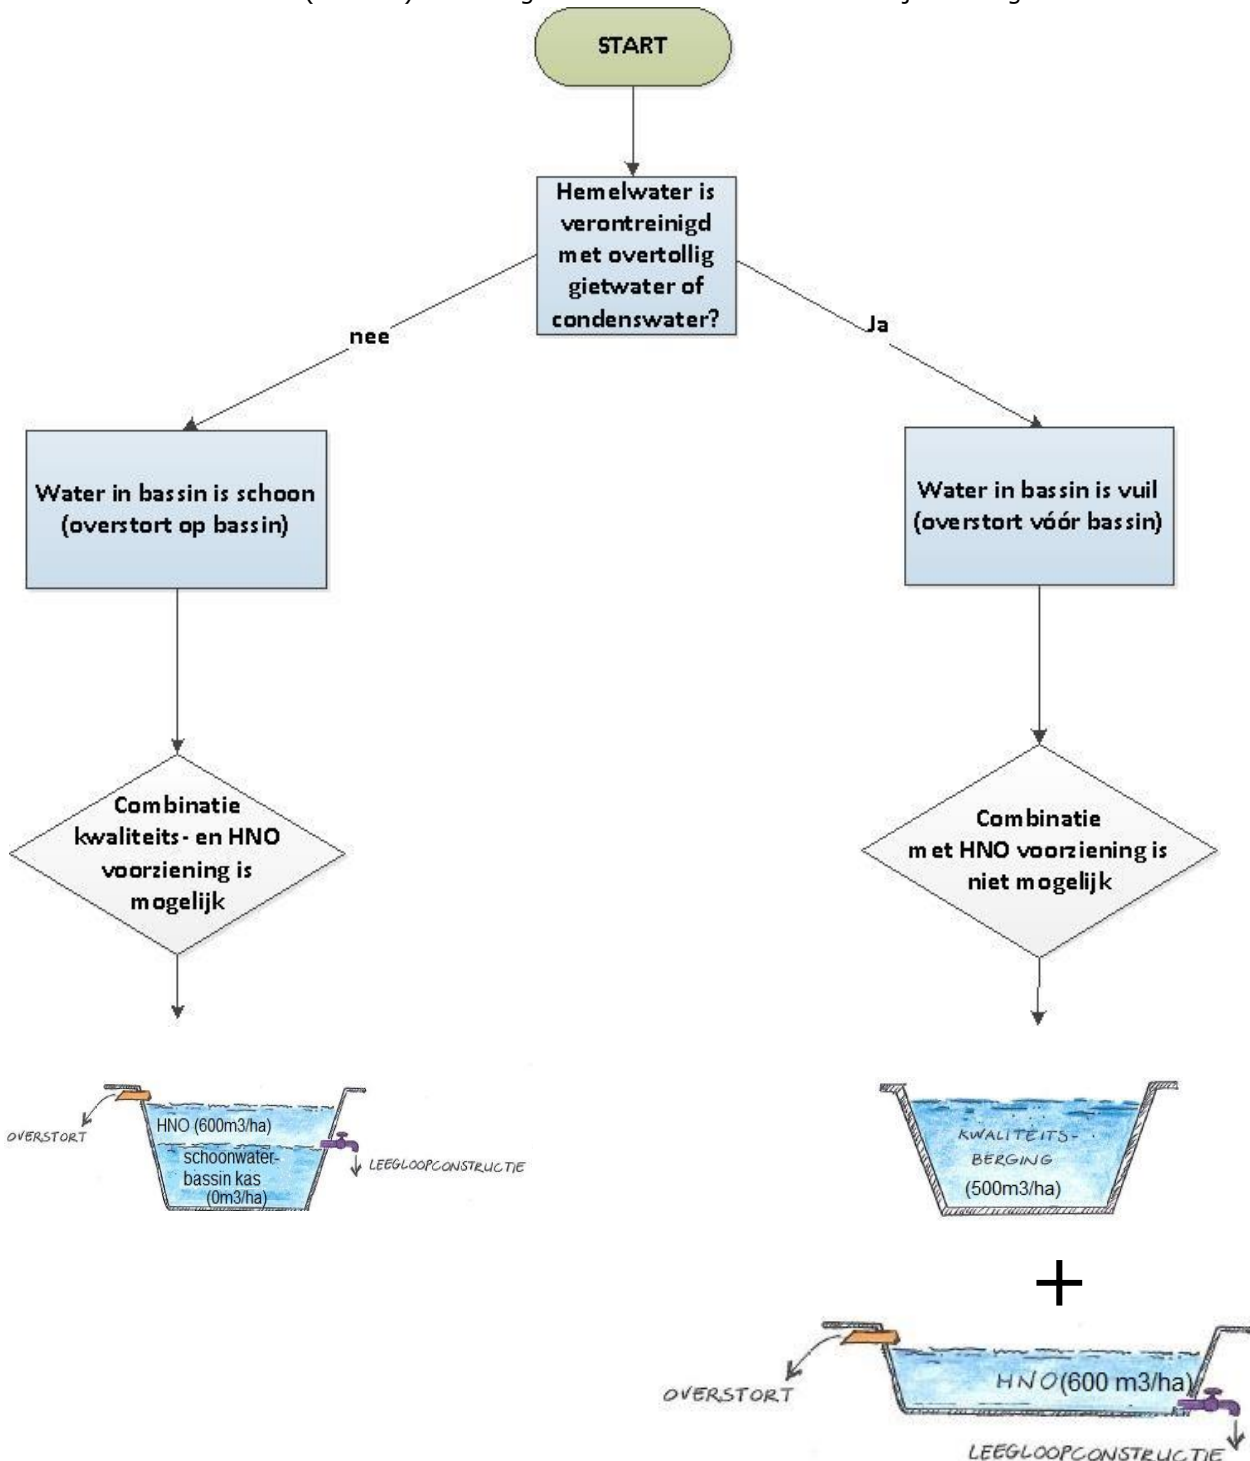 START
Hemelwater is
verontreinigd
met overtollig
gietwater of
condenswater?
nee
Ja
Water in bassin is schoon
(overstort op bassin)
Water in bassin is vuil
(overstort vóór bassin)
Combinatie
kwaliteits- en HNO
voorziening is
mogelijk
Combinatie
met HNO voorziening is
niet mogelijk
OVERSTORT
HNO (600m3/ha)
schoonwater-
bassin kas
(0m3/ha)
LEEGLOOPCONSTRUCTIE
KWALITEITS-
BERGING
(500m3/ha)
+
OVERSTORT
HNO (600 m3/ha)
LEEGLOOPCONSTRUCTIE